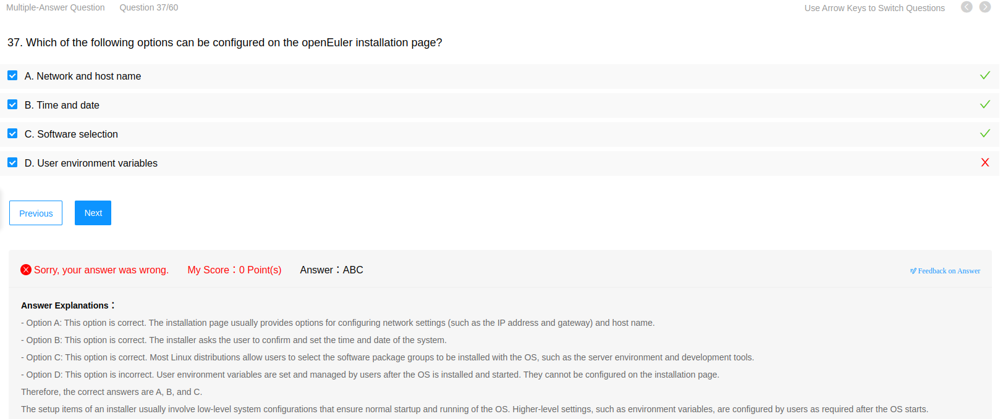 Multiple-Answer Question Question 37/60 Use Arrow Keys to Switch Questions
37. Which of the following options can be configured on the openEuler installation page?
A. Network and host name
B. Time and date
C. Software selection
D. User environment variables
Previous Next
Sorry, your answer was wrong. My Score：0 Point(s) Answer：ABC Feedback on Answer
Answer Explanations：
- Option A: This option is correct. The installation page usually provides options for configuring network settings (such as the IP address and gateway) and host name.
- Option B: This option is correct. The installer asks the user to confirm and set the time and date of the system.
- Option C: This option is correct. Most Linux distributions allow users to select the software package groups to be installed with the OS, such as the server environment and development tools.
- Option D: This option is incorrect. User environment variables are set and managed by users after the OS is installed and started. They cannot be configured on the installation page.
Therefore, the correct answers are A, B, and C.
The setup items of an installer usually involve low-level system configurations that ensure normal startup and running of the OS. Higher-level settings, such as environment variables, are configured by users as required after the OS starts.